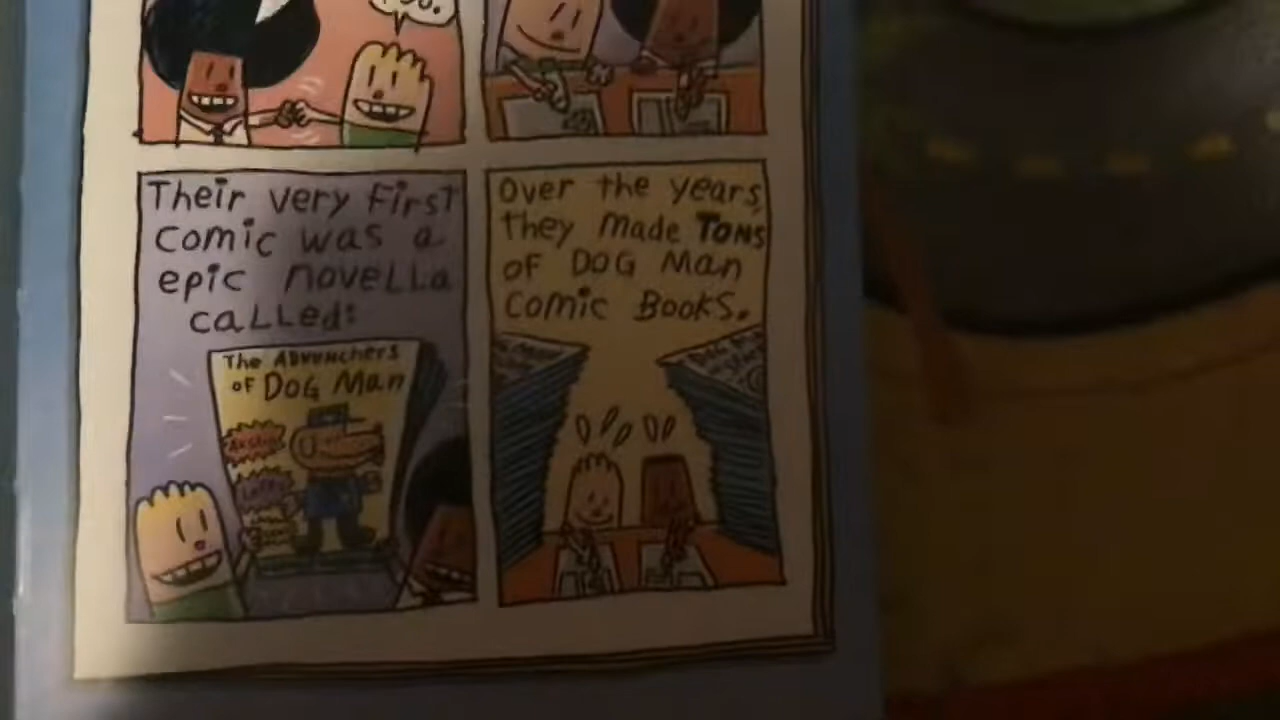 Their very First
comic was a
epic novella
called:
The Advenchers
of Dog Man
Over the years,
they made TONS
of DOG Man
Comic Books.